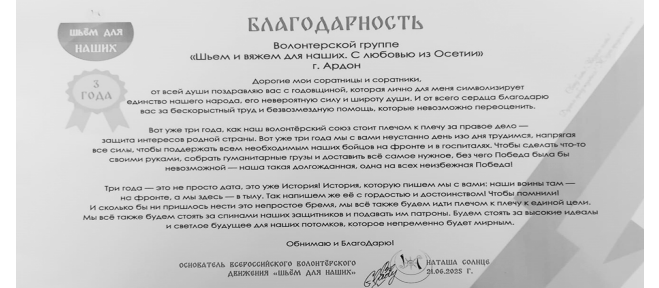 БЛАГОДАРНОСТЬ
ШЬЁМ ДЛЯ
НАШИХ
3
ГОДА
Волонтерской группе
«Шьем и вяжем для наших. С любовью из Осетии»
г. Ардон
Дорогие мои соратницы и соратники,
от всей души поздравляю вас с годовщиной, которая лично для меня символизирует
единство нашего народа, его невероятную силу и широту души. И от всего сердца благодарю
вас за бескорыстный труд и безвозмездную помощь, которые невозможно переоценить.
Вот уже три года, как наш волонтёрский союз стоит плечом к плечу за правое дело —
защита интересов родной страны. Вот уже три года мы с вами неустанно день изо дня трудимся, напрягая
все силы, чтобы поддержать всем необходимым наших бойцов на фронте и в госпиталях. Чтобы сделать что-то
своими руками, собрать гуманитарные грузы и доставить всё самое нужное, без чего Победа была бы
невозможной — наша такая долгожданная, одна на всех неизбежная Победа!
Три года — это не просто дата, это уже История! История, которую пишем мы с вами: наши воины там —
на фронте, а мы здесь — в тылу. Так напишем же её с гордостью и достоинством! Чтобы помнили!
И сколько бы ни пришлось нести это непростое бремя, мы всё также будем идти плечом к плечу к единой цели.
Мы всё также будем стоять за спинами наших защитников и подавать им патроны. Будем стоять за высокие идеалы
и светлое будущее для наших потомков, которое непременно будет мирным.
Обнимаю и БлагоДарю!
ОСНОВАТЕЛЬ ВСЕРОССИЙСКОГО ВОЛОНТЁРСКОГО
ДВИЖЕНИЯ «ШЬЁМ ДЛЯ НАШИХ»
НАТАША СОЛНЦЕ
21.06.2025 г.